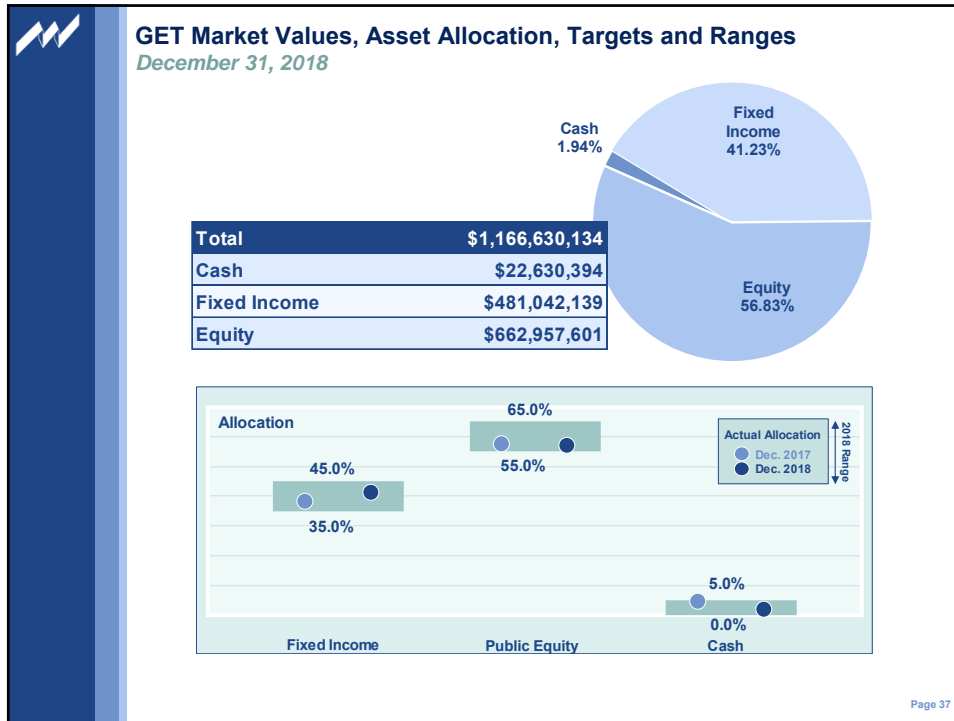 GET Market Values, Asset Allocation, Targets and Ranges
December 31, 2018
Fixed
Income
41.23%
Cash
1.94%
Equity
56.83%
Total $1,166,630,134
Cash $22,630,394
Fixed Income $481,042,139
Equity $662,957,601
Allocation
65.0%
55.0%
45.0%
35.0%
5.0%
0.0%
Actual Allocation
Dec. 2017
Dec. 2018
2018 Range
Fixed Income
Public Equity
Cash
Page 37